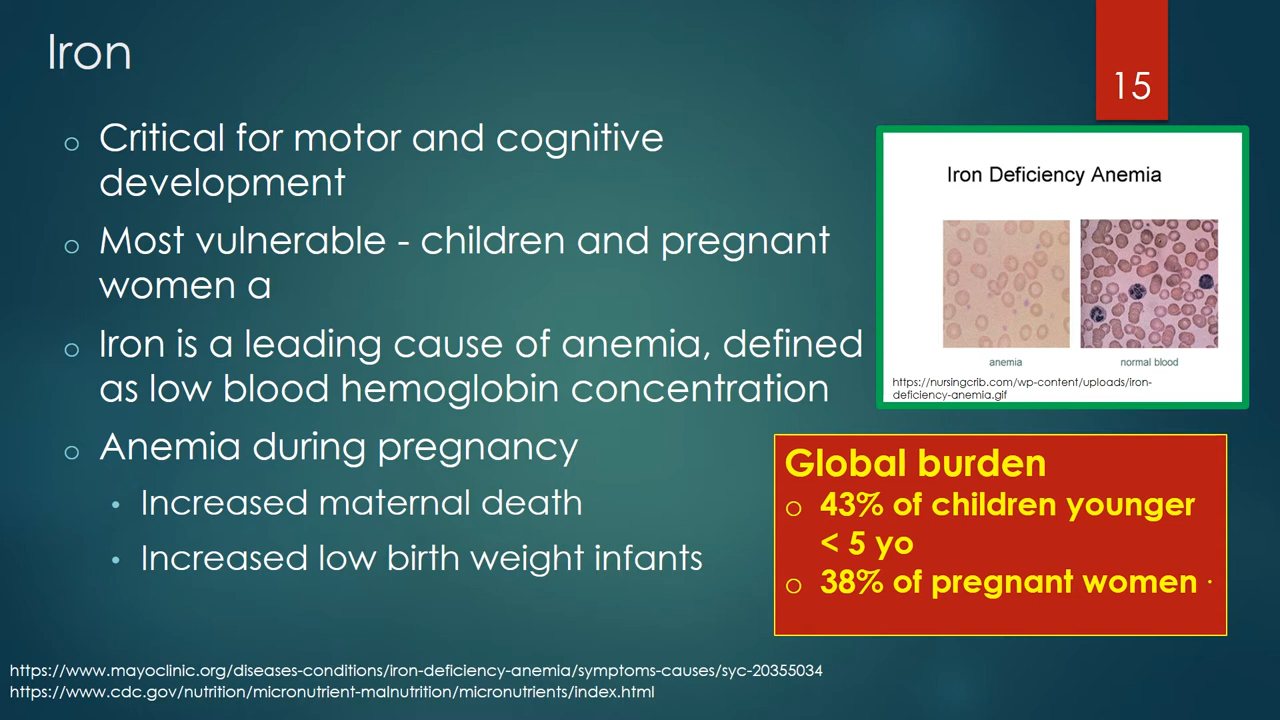 Iron
15
Critical for motor and cognitive
development
Most vulnerable - children and pregnant
women a
Iron is a leading cause of anemia, defined
as low blood hemoglobin concentration
Anemia during pregnancy
Increased maternal death
Increased low birth weight infants
Iron Deficiency Anemia
anemia
normal blood
https://nursingcrib.com/wp-content/uploads/iron-
deficiency-anemia.gif
Global burden
43% of children younger
< 5 yo
38% of pregnant women ·
https://www.mayoclinic.org/diseases-conditions/iron-deficiency-anemia/symptoms-causes/syc-20355034
https://www.cdc.gov/nutrition/micronutrient-malnutrition/micronutrients/index.html